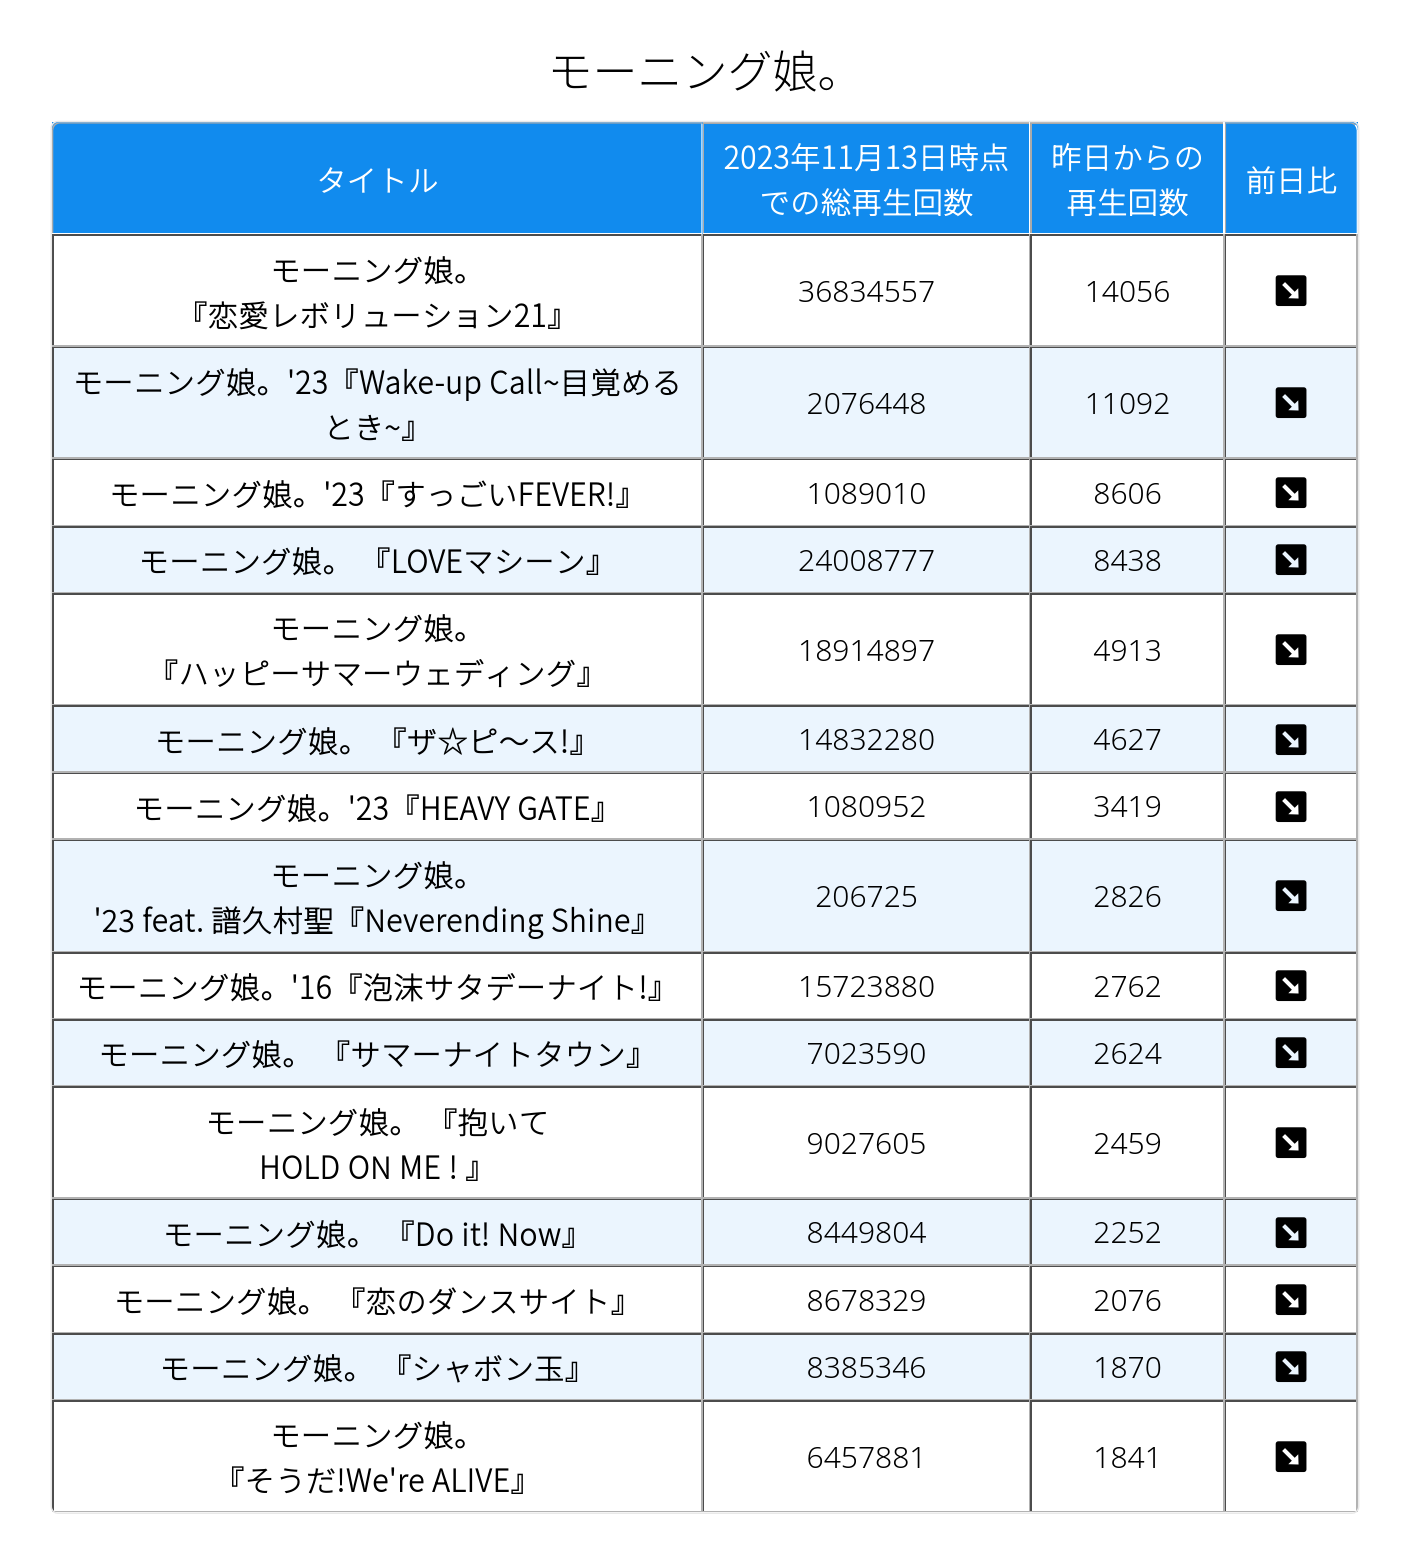 モーニング娘。
タイトル
2023年11月13日時点
での総再生回数
昨日からの
再生回数
前日比
モーニング娘。
『恋愛レボリューション21』
36834557
14056
モーニング娘。'23『Wake-up Call~目覚める
とき~』
2076448
11092
モーニング娘。'23『すっごいFEVER!』
1089010
8606
モーニング娘。 『LOVEマシーン』
24008777
8438
モーニング娘。
『ハッピーサマーウェディング』
18914897
4913
モーニング娘。 『ザ☆ピ〜ス!』
14832280
4627
モーニング娘。'23『HEAVY GATE』
1080952
3419
モーニング娘。
'23 feat. 譜久村聖『Neverending Shine』
206725
2826
モーニング娘。'16『泡沫サタデーナイト!』
15723880
2762
モーニング娘。 『サマーナイトタウン』
7023590
2624
モーニング娘。 『抱いて
HOLD ON ME ! 』
9027605
2459
モーニング娘。 『Do it! Now』
8449804
2252
モーニング娘。 『恋のダンスサイト』
8678329
2076
モーニング娘。 『シャボン玉』
8385346
1870
モーニング娘。
『そうだ!We're ALIVE』
6457881
1841